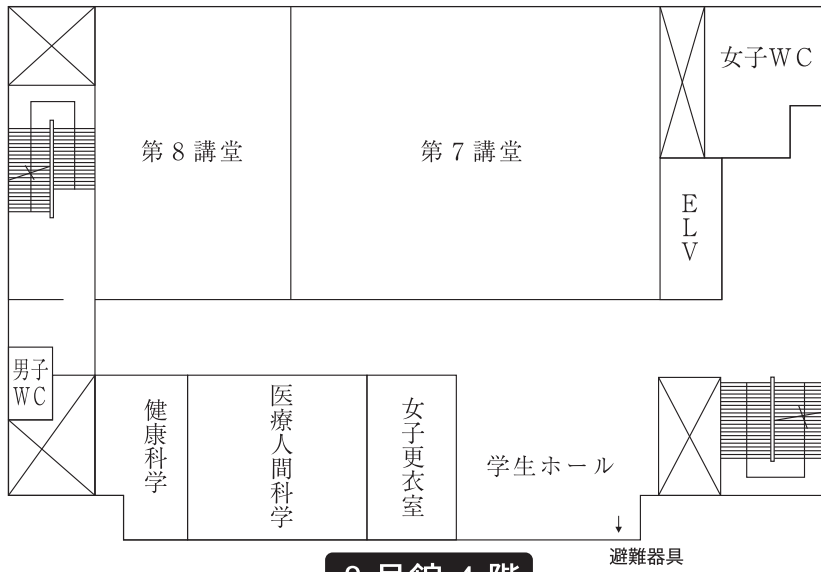 女子WC
第8講堂
第7講堂
ELV
男子
WC
健康科学
医療人間科学
女子更衣室
学生ホール
避難器具